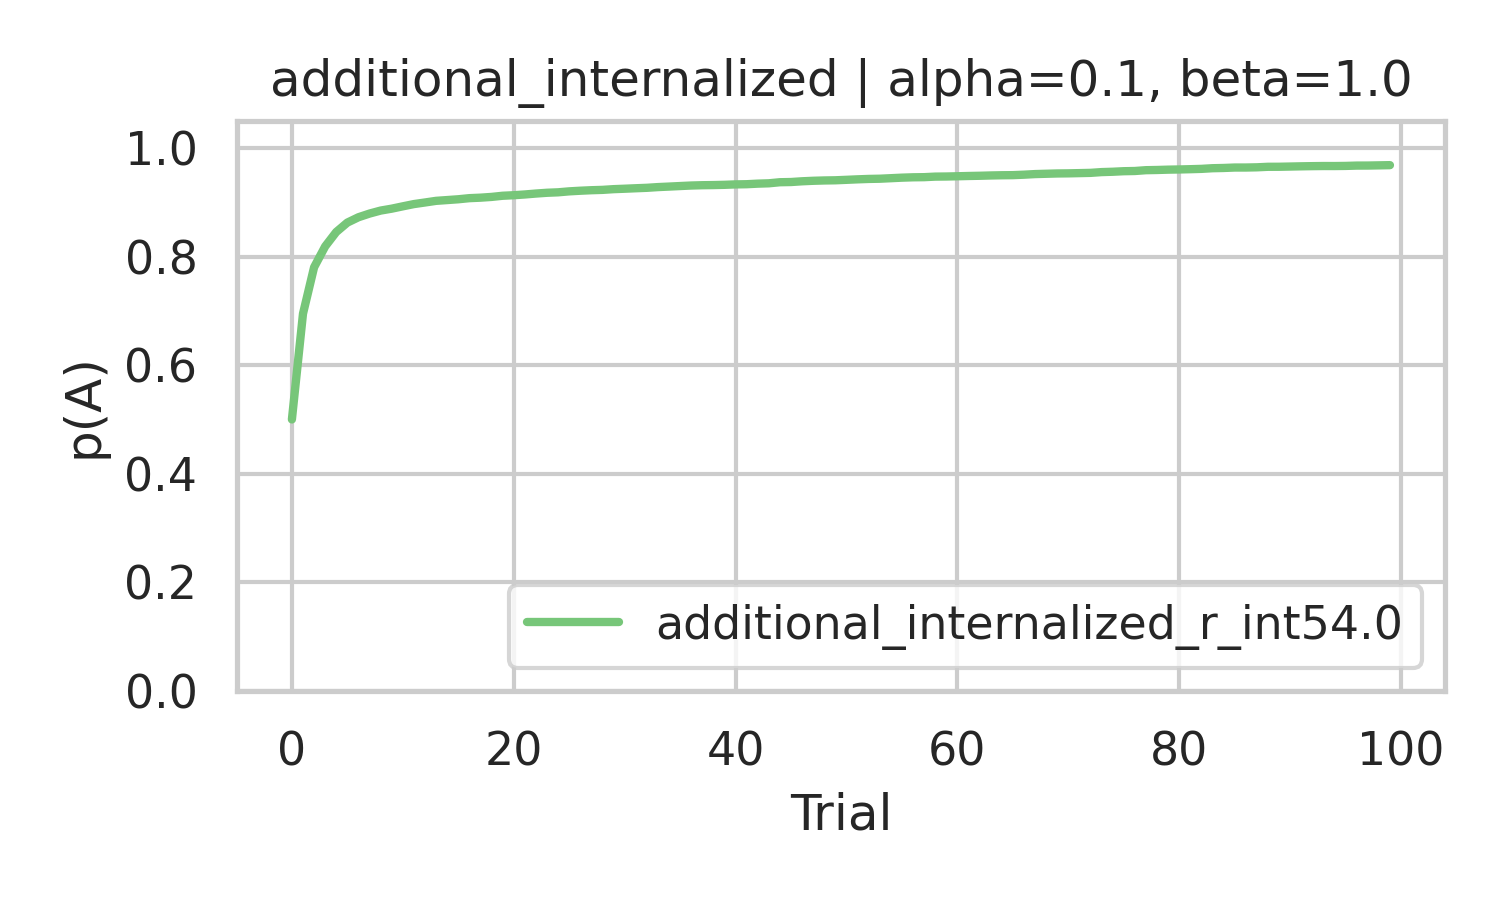 additional_internalized | alpha=0.1, beta=1.0
1.0
0.8
0.6
0.4
0.2
0.0
p(A)
additional_internalized_r_int54.0
0 20 40 60 80 100
Trial